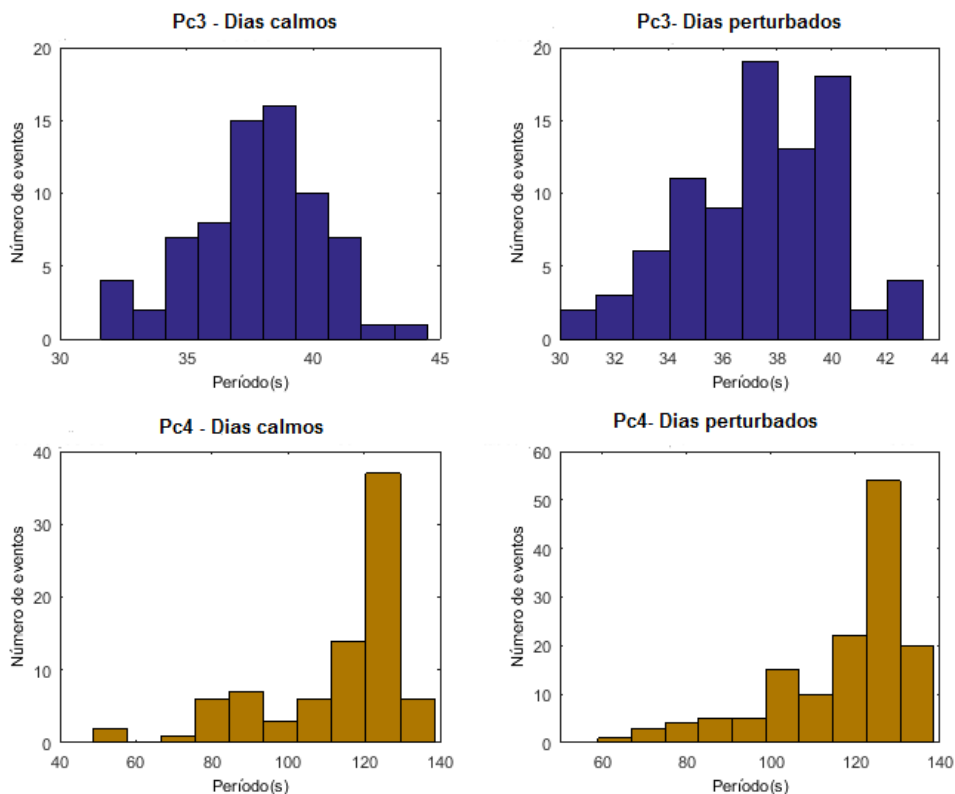 Pc3 - Dias calmos
20
15
10
5
0
30 35 40 45
Número de eventos
Período(s)
Pc3- Dias perturbados
20
15
10
5
0
30 32 34 36 38 40 42 44
Número de eventos
Período(s)
Pc4 - Dias calmos
40
30
20
10
0
40 60 80 100 120 140
Número de eventos
Período(s)
Pc4- Dias perturbados
60
50
40
30
20
10
0
60 80 100 120 140
Número de eventos
Período(s)